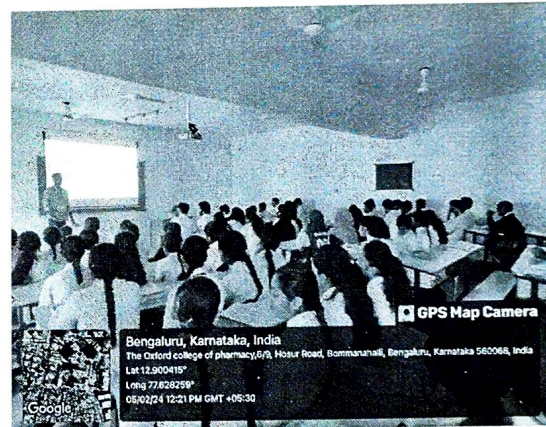 GPS Map Camera
Bengaluru, Karnataka, India
The Oxford college of pharmacy,6/9, Hosur Road, Bommanahalli, Bengaluru, Karnataka 560068, India
Lat 12.900415°
Long 77.628259°
05/02/24 12:21 PM GMT +05:30
Google